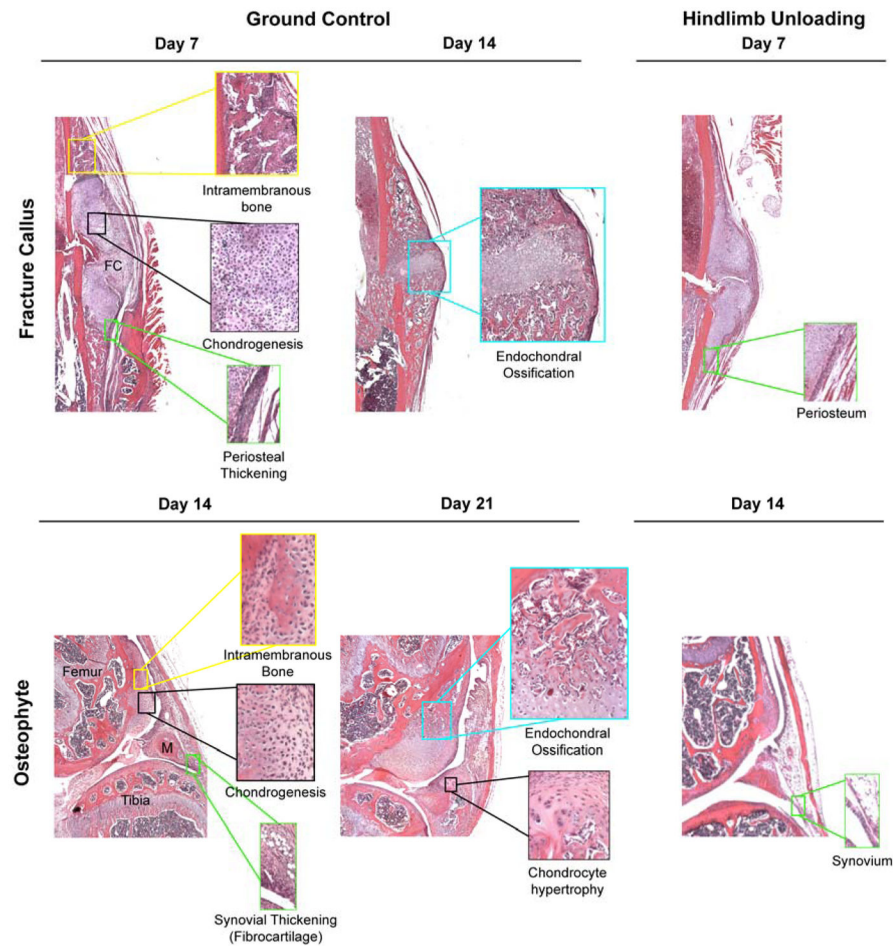 Ground Control
Hindlimb Unloading
Day 7
Day 14
Day 7
Fracture Callus
Intramembranous
bone
FC
Chondrogenesis
Periosteal
Thickening
Endochondral
Ossification
Periosteum
Day 14
Day 21
Day 14
Osteophyte
Intramembranous
Bone
Femur
M
Chondrogenesis
Tibia
Synovial Thickening
(Fibrocartilage)
Endochondral
Ossification
Chondrocyte
hypertrophy
Synovium